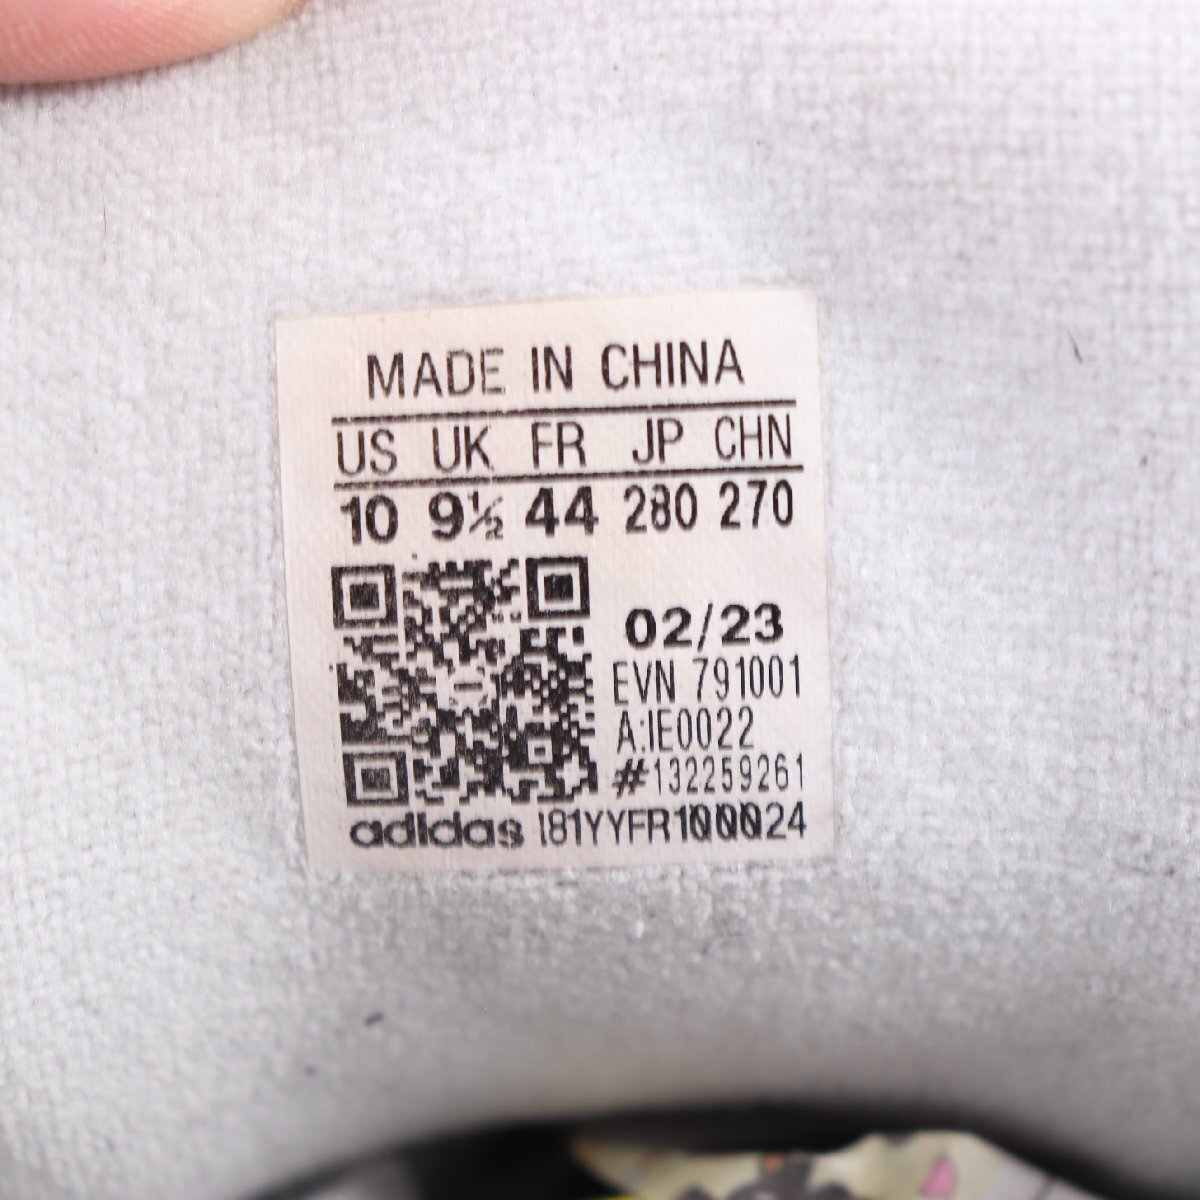 MADE IN CHINA
US UK FR JP CHN
10 9½ 44 280 270
02/23
EVN 791001
A:IE0022
#132259261
adidas I81YYFR100024